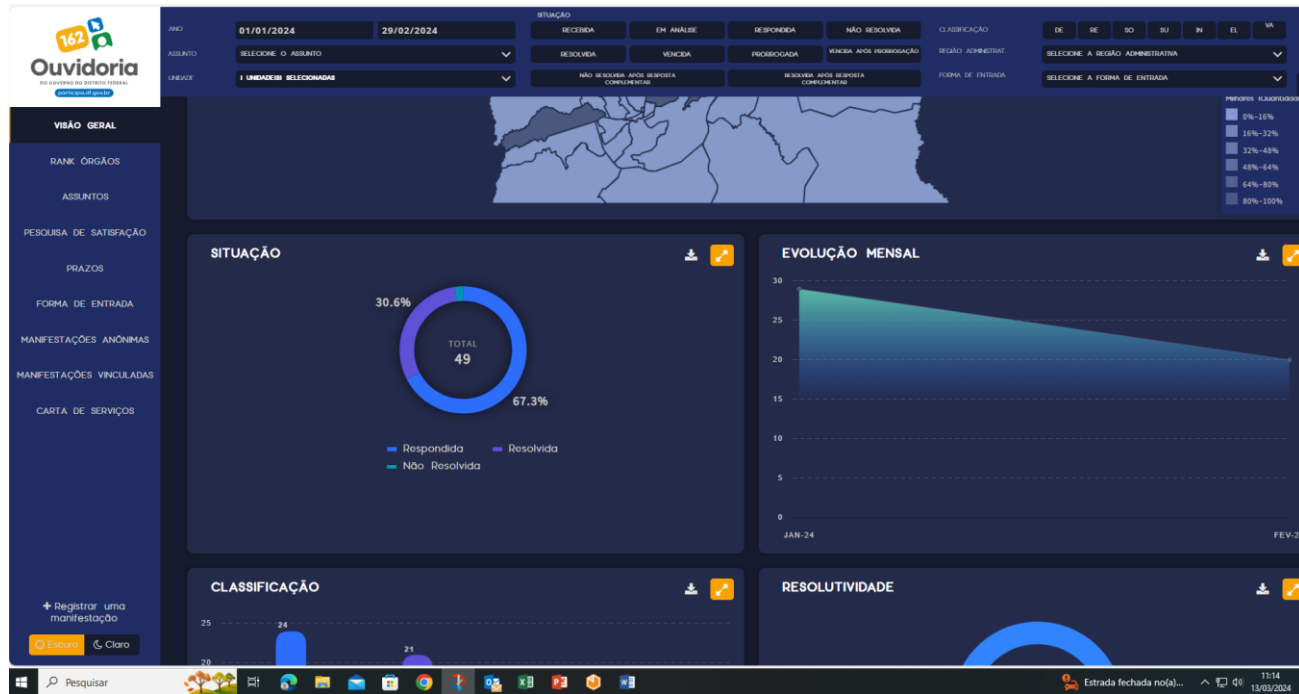 162
Ouvidoria
DO GOVERNO DO DISTRITO FEDERAL
participa.df.gov.br
ANO
01/01/2024
29/02/2024
ASSUNTO
SELECIONE O ASSUNTO
UNIDADE
1 UNIDADE(S) SELECIONADAS
SITUAÇÃO
RECEBIDA
EM ANÁLISE
RESPONDIDA
NÃO RESOLVIDA
RESOLVIDA
VENCIDA
PRORROGADA
VENCIDA APÓS PRORROGAÇÃO
NÃO RESOLVIDA APÓS RESPOSTA
COMPLEMENTAR
RESOLVIDA APÓS RESPOSTA
COMPLEMENTAR
CLASSIFICAÇÃO
DE
RE
SO
SU
IN
EL
VA
REGIÃO ADMINISTRAT.
SELECIONE A REGIÃO ADMINISTRATIVA
FORMA DE ENTRADA
SELECIONE A FORMA DE ENTRADA
VISÃO GERAL
RANK ÓRGÃOS
ASSUNTOS
PESQUISA DE SATISFAÇÃO
PRAZOS
FORMA DE ENTRADA
MANIFESTAÇÕES ANÔNIMAS
MANIFESTAÇÕES VINCULADAS
CARTA DE SERVIÇOS
+ Registrar uma
manifestação
Escuro
Claro
0%-16%
16%-32%
32%-48%
48%-64%
64%-80%
80%-100%
SITUAÇÃO
30.6%
TOTAL
49
67.3%
Respondida
Resolvida
Não Resolvida
EVOLUÇÃO MENSAL
30
25
20
15
10
5
0
JAN-24
FEV-2
CLASSIFICAÇÃO
25
24
21
20
RESOLUTIVIDADE
Pesquisar
Estrada fechada no(a)...
11:14
13/03/2024